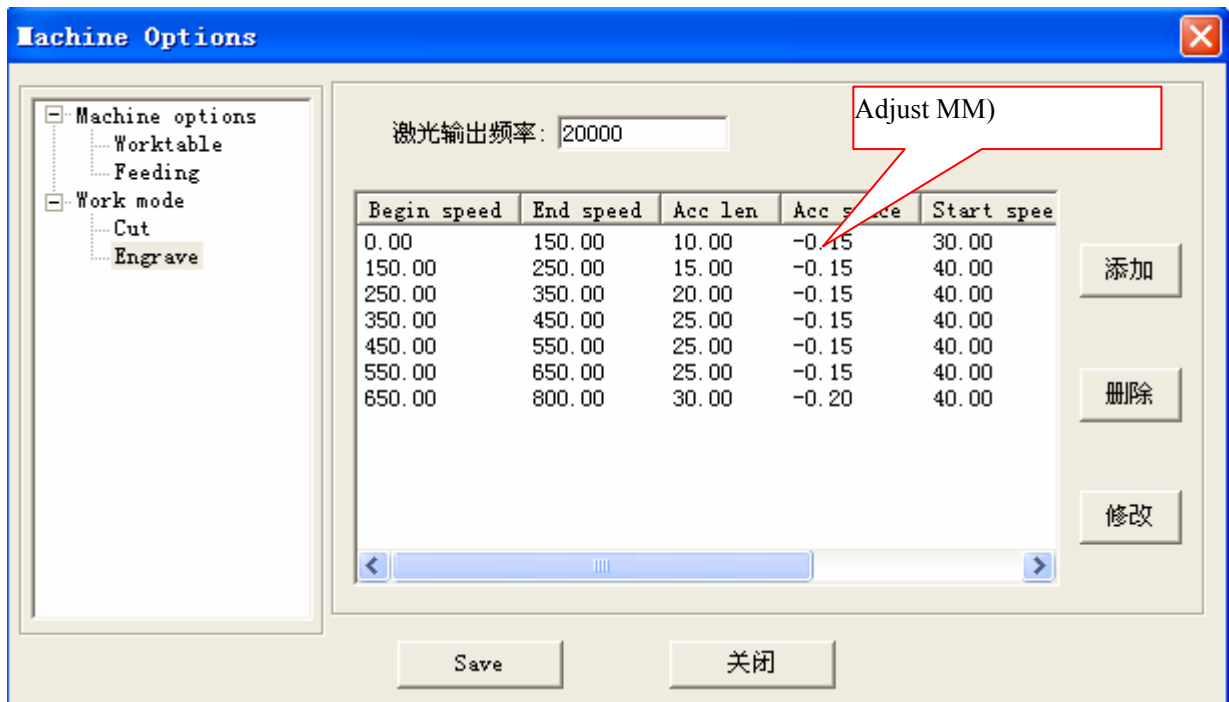 Machine Options
Machine options
Worktable
Feeding
Work mode
Cut
Engrave
激光输出频率: 20000
Adjust MM)
Begin speed End speed Acc len Acc Start spee
0.00 150.00 10.00 -0.15 30.00
150.00 250.00 15.00 -0.15 40.00
250.00 350.00 20.00 -0.15 40.00
350.00 450.00 25.00 -0.15 40.00
450.00 550.00 25.00 -0.15 40.00
550.00 650.00 25.00 -0.15 40.00
650.00 800.00 30.00 -0.20 40.00
添加
删除
修改
Save 关闭